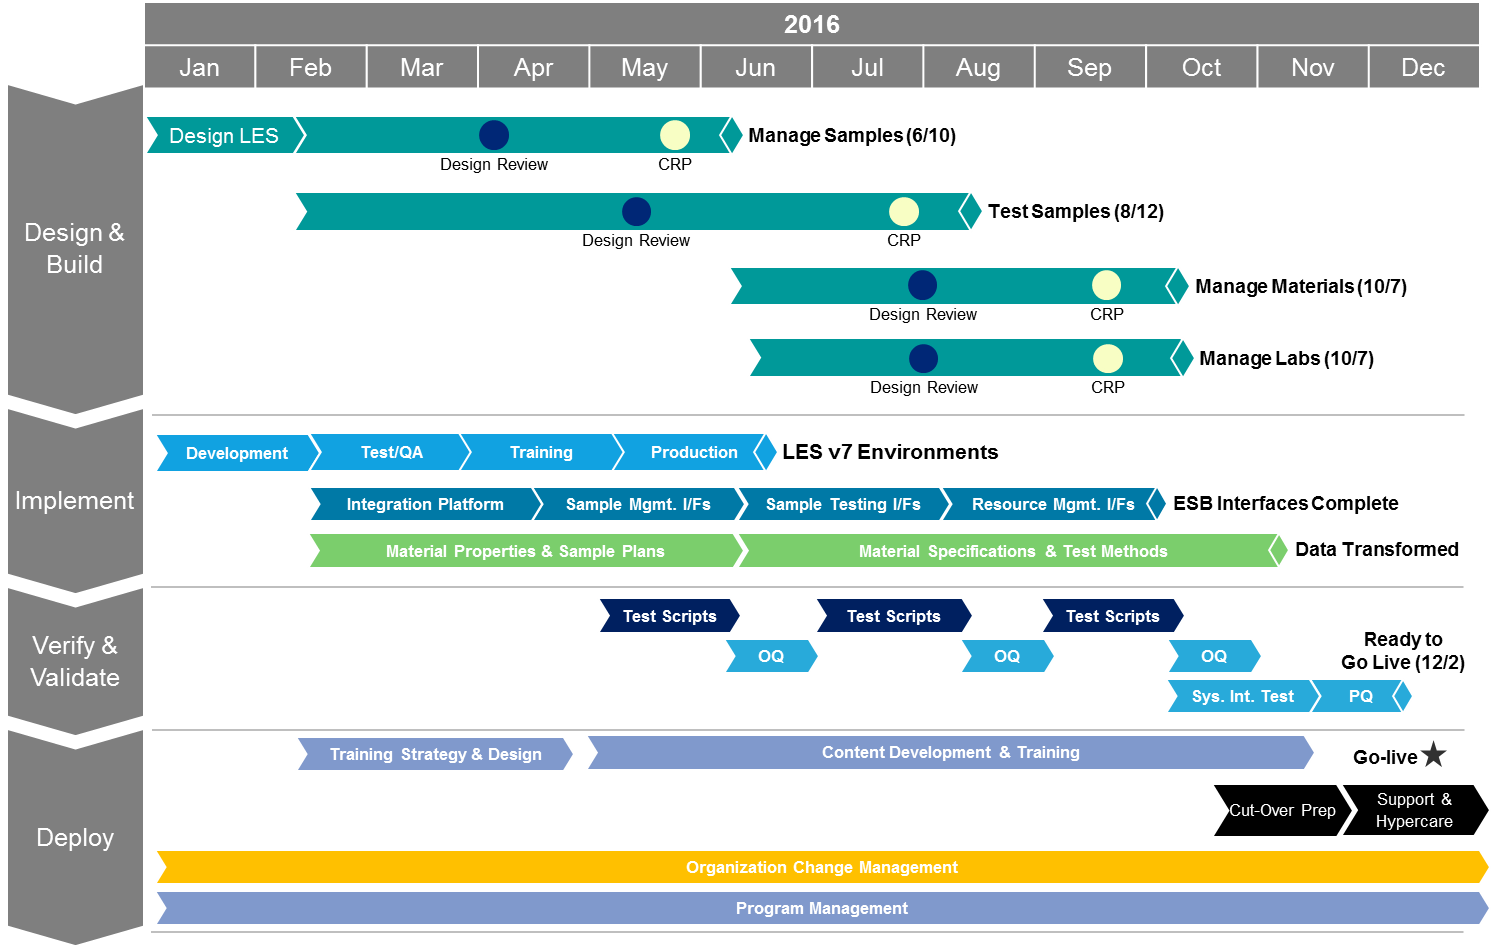 2016
Jan Feb Mar Apr May Jun Jul Aug Sep Oct Nov Dec
Design &
Build
Design LES
Design Review
CRP
Manage Samples (6/10)
Design Review
CRP
Test Samples (8/12)
Design Review
CRP
Manage Materials (10/7)
Design Review
CRP
Manage Labs (10/7)
Implement
Development
Test/QA
Training
Production
LES v7 Environments
Integration Platform
Sample Mgmt. I/Fs
Sample Testing I/Fs
Resource Mgmt. I/Fs
ESB Interfaces Complete
Material Properties & Sample Plans
Material Specifications & Test Methods
Data Transformed
Verify &
Validate
Test Scripts
Test Scripts
Test Scripts
OQ
OQ
OQ
Ready to
Go Live (12/2)
Sys. Int. Test
PQ
Deploy
Training Strategy & Design
Content Development & Training
Go-live
Cut-Over Prep
Support &
Hypercare
Organization Change Management
Program Management